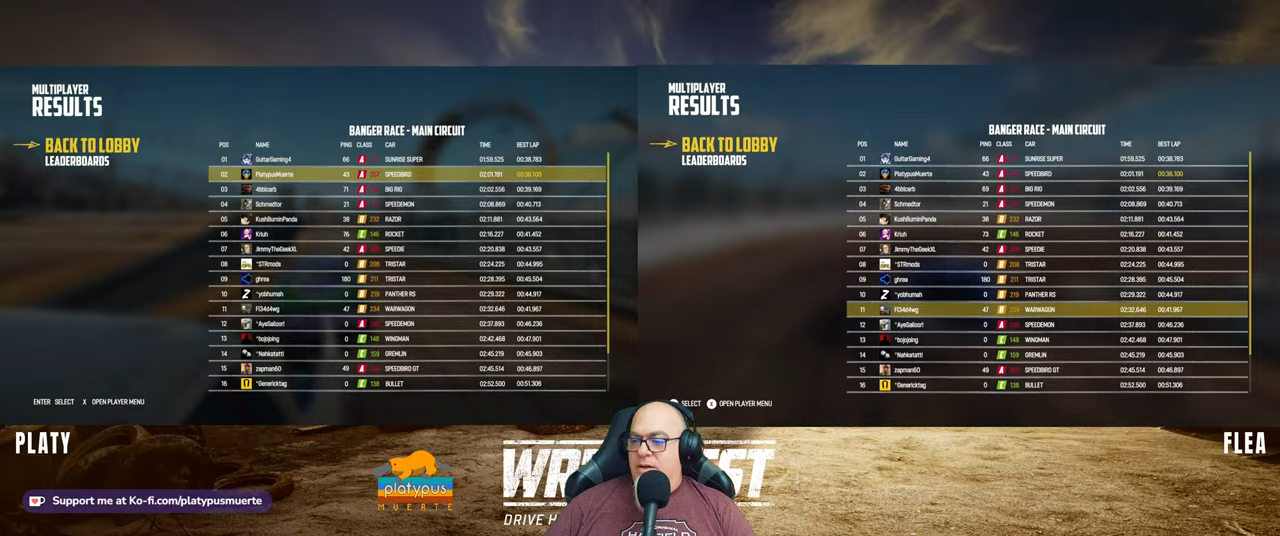 MULTIPLAYER
RESULTS
BACK TO LOBBY
LEADERBOARDS
BANGER RACE - MAIN CIRCUIT
POS NAME PING CLASS CAR TIME BEST LAP
01 GuitarGaming4 66 A SUNRISE SUPER 01:59.525 00:38.783
02 PlatypusMuerte 43 A SPEEDBIRD 02:01.191 00:38.100
03 4bblcarb 71 A BIG RIG 02:02.556 00:39.169
04 Schmedtor 21 A SPEEDEMON 02:08.869 00:40.713
05 KushBurninPanda 38 B 232 RAZOR 02:11.881 00:43.564
06 Kriuh 76 C 146 ROCKET 02:16.227 00:41.452
07 JimmyTheGeekXL 42 A SPEEDIE 02:20.838 00:43.557
08 *STRmods 0 B 208 TRISTAR 02:24.225 00:44.995
09 ghrea 180 B 211 TRISTAR 02:28.395 00:45.504
10 *yobhumah 0 B 219 PANTHER RS 02:29.322 00:44.917
11 Fl34d4wg 47 B 234 WARWAGON 02:32.646 00:41.967
12 *AyeSailoor! 0 A SPEEDEMON 02:37.893 00:46.236
13 *bojojping 0 C 148 WINGMAN 02:42.468 00:47.901
14 *Nahkatatti 0 C 159 GREMLIN 02:45.219 00:45.903
15 zapman60 49 A SPEEDBIRD GT 02:45.514 00:46.897
16 *Genericktag 0 C 138 BULLET 02:52.500 00:51.306
ENTER SELECT X OPEN PLAYER MENU
MULTIPLAYER
RESULTS
BACK TO LOBBY
LEADERBOARDS
BANGER RACE - MAIN CIRCUIT
POS NAME PING CLASS CAR TIME BEST LAP
01 GuitarGaming4 66 A SUNRISE SUPER 01:59.525 00:38.783
02 PlatypusMuerte 43 A SPEEDBIRD 02:01.191 00:38.100
03 4bblcarb 69 A BIG RIG 02:02.556 00:39.169
04 Schmedtor 21 A SPEEDEMON 02:08.869 00:40.713
05 KushBurninPanda 38 B 232 RAZOR 02:11.881 00:43.564
06 Kriuh 73 C 146 ROCKET 02:16.227 00:41.452
07 JimmyTheGeekXL 42 A SPEEDIE 02:20.838 00:43.557
08 *STRmods 0 B 208 TRISTAR 02:24.225 00:44.995
09 ghrea 180 B 211 TRISTAR 02:28.395 00:45.504
10 *yobhumah 0 B 219 PANTHER RS 02:29.322 00:44.917
11 Fl34d4wg 47 B WARWAGON 02:32.646 00:41.967
12 *AyeSailoor! 0 A SPEEDEMON 02:37.893 00:46.236
13 *bojojping 0 C 148 WINGMAN 02:42.468 00:47.901
14 *Nahkatatti 0 C 159 GREMLIN 02:45.219 00:45.903
15 zapman60 49 A SPEEDBIRD GT 02:45.514 00:46.897
16 *Genericktag 0 C 138 BULLET 02:52.500 00:51.306
SELECT X OPEN PLAYER MENU
PLATY
FLEA
platypus
MUERTE
Support me at Ko-fi.com/platypusmuerte
DRIVE H